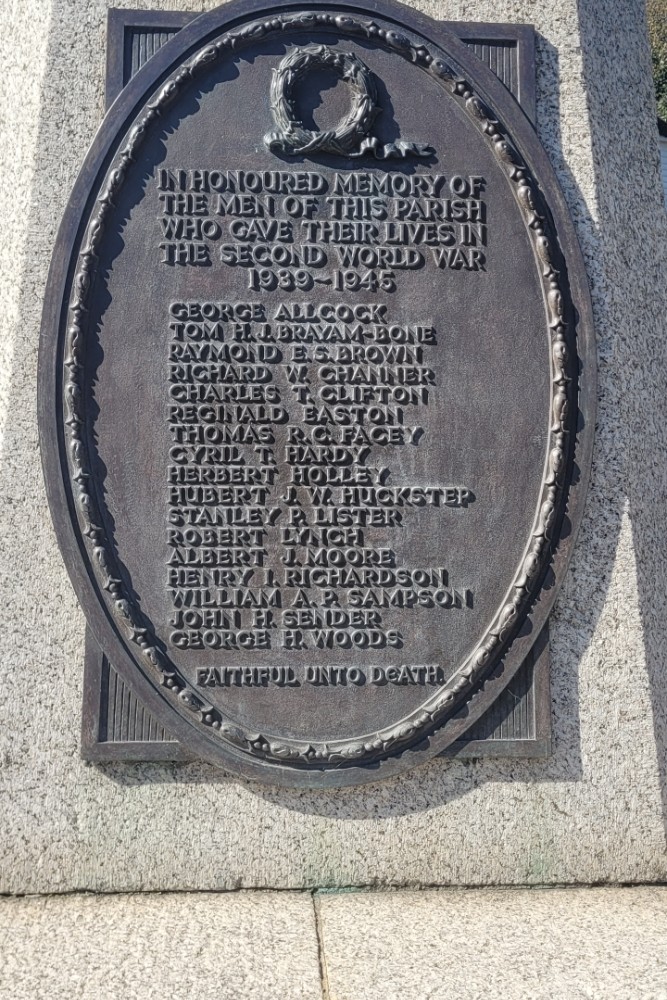 IN HONOURED MEMORY OF
THE MEN OF THIS PARISH
WHO GAVE THEIR LIVES IN
THE SECOND WORLD WAR
1939~1945
GEORGE ALLCOCK
TOM H.J. BRAYAM-BONE
RAYMOND E.S. BROWN
RICHARD W. CHANNER
CHARLES T. CLIFTON
REGINALD EASTON
THOMAS R.C. FACEY
CYRIL T. HARDY
HERBERT HOLLEY
HUBERT J.W. HUCKSTEP
STANLEY P. LISTER
ROBERT LYNCH
ALBERT J. MOORE
HENRY I. RICHARDSON
WILLIAM A.P. SAMPSON
JOHN H. SENDER
GEORGE H. WOODS
FAITHFUL UNTO DEATH.